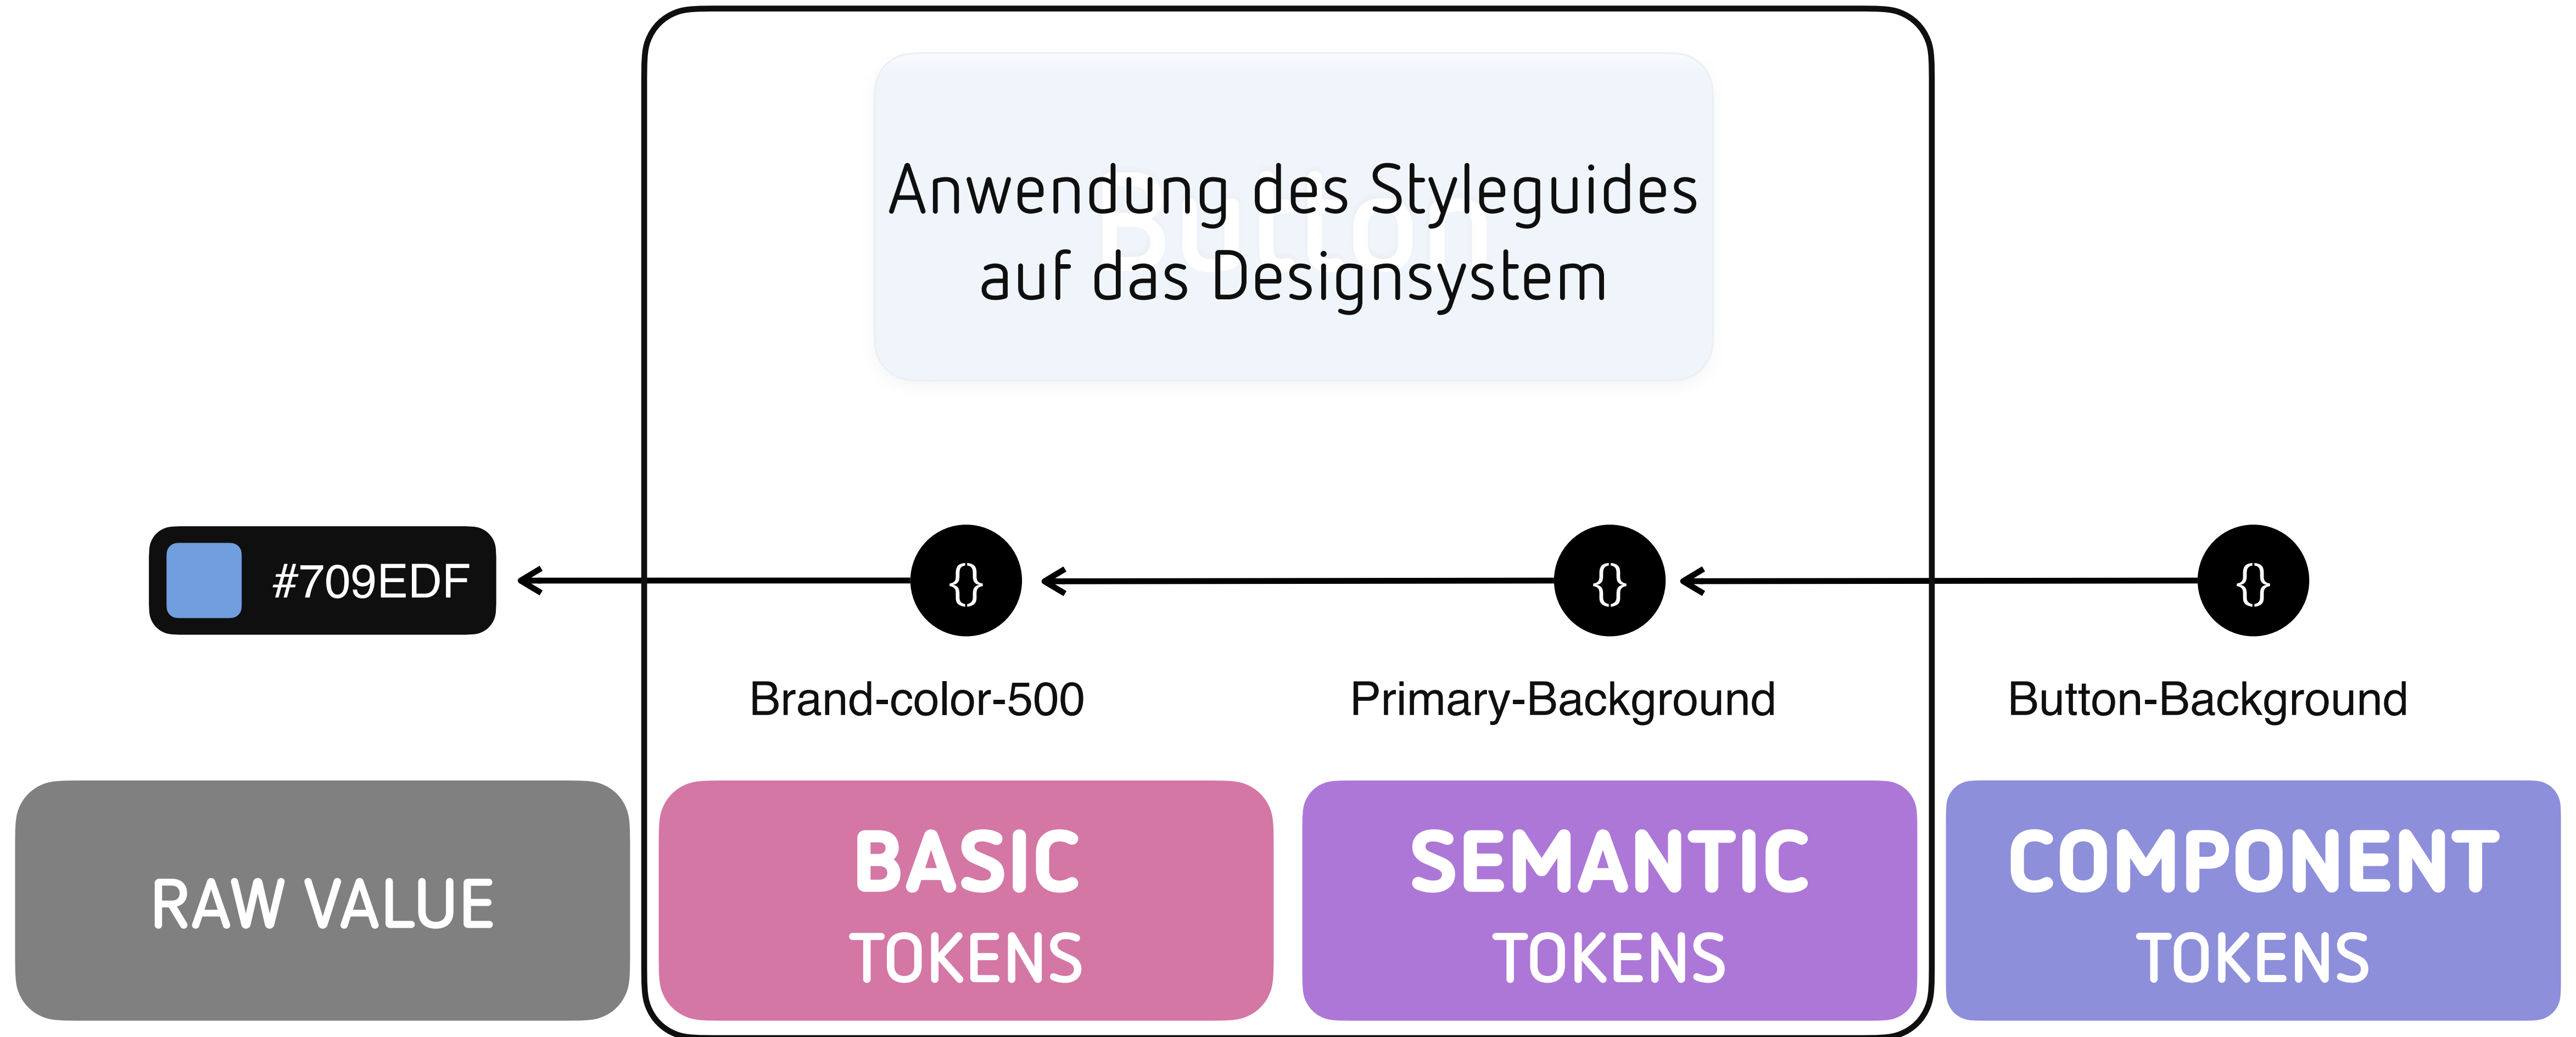 Button
Anwendung des Styleguides
auf das Designsystem
#709EDF
{}
{}
{}
Brand-color-500
Primary-Background
Button-Background
RAW VALUE
BASIC
TOKENS
SEMANTIC
TOKENS
COMPONENT
TOKENS